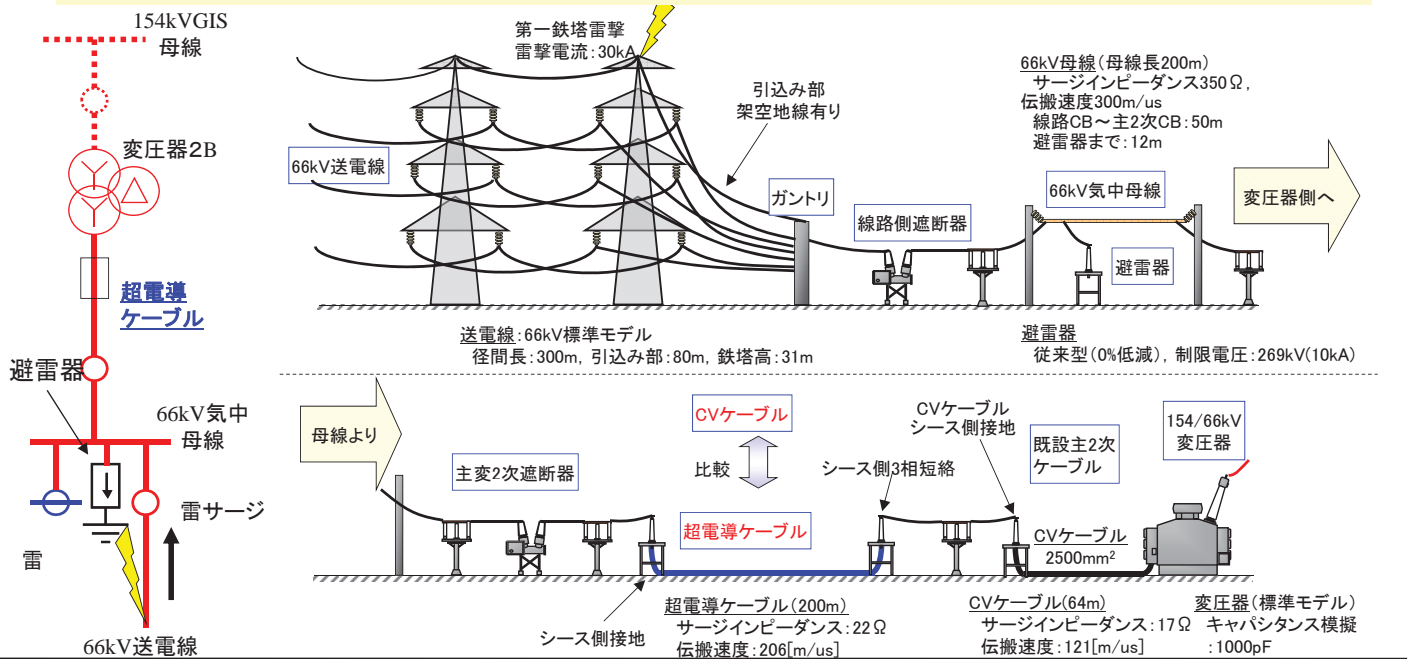 154kVGIS
母線
変圧器2B
超電導
ケーブル
避雷器
66kV気中
母線
雷サージ
雷
66kV送電線
第一鉄塔雷撃
雷撃電流:30kA
66kV送電線
引込み部
架空地線有り
ガントリ
線路側遮断器
66kV母線(母線長200m)
サージインピーダンス350Ω,
伝搬速度300m/us
線路CB～主2次CB:50m
避雷器まで:12m
66kV気中母線
避雷器
変圧器側へ
送電線:66kV標準モデル
径間長:300m, 引込み部:80m, 鉄塔高:31m
避雷器
従来型(0%低減), 制限電圧:269kV(10kA)
母線より
主変2次遮断器
CVケーブル
比較
超電導ケーブル
シース側3相短絡
CVケーブル
シース側接地
既設主2次
ケーブル
154/66kV
変圧器
CVケーブル
2500mm²
シース側接地
超電導ケーブル(200m)
サージインピーダンス:22Ω
伝搬速度:206[m/us]
CVケーブル(64m)
サージインピーダンス:17Ω
伝搬速度:121[m/us]
変圧器(標準モデル)
キャパシタンス模擬
:1000pF